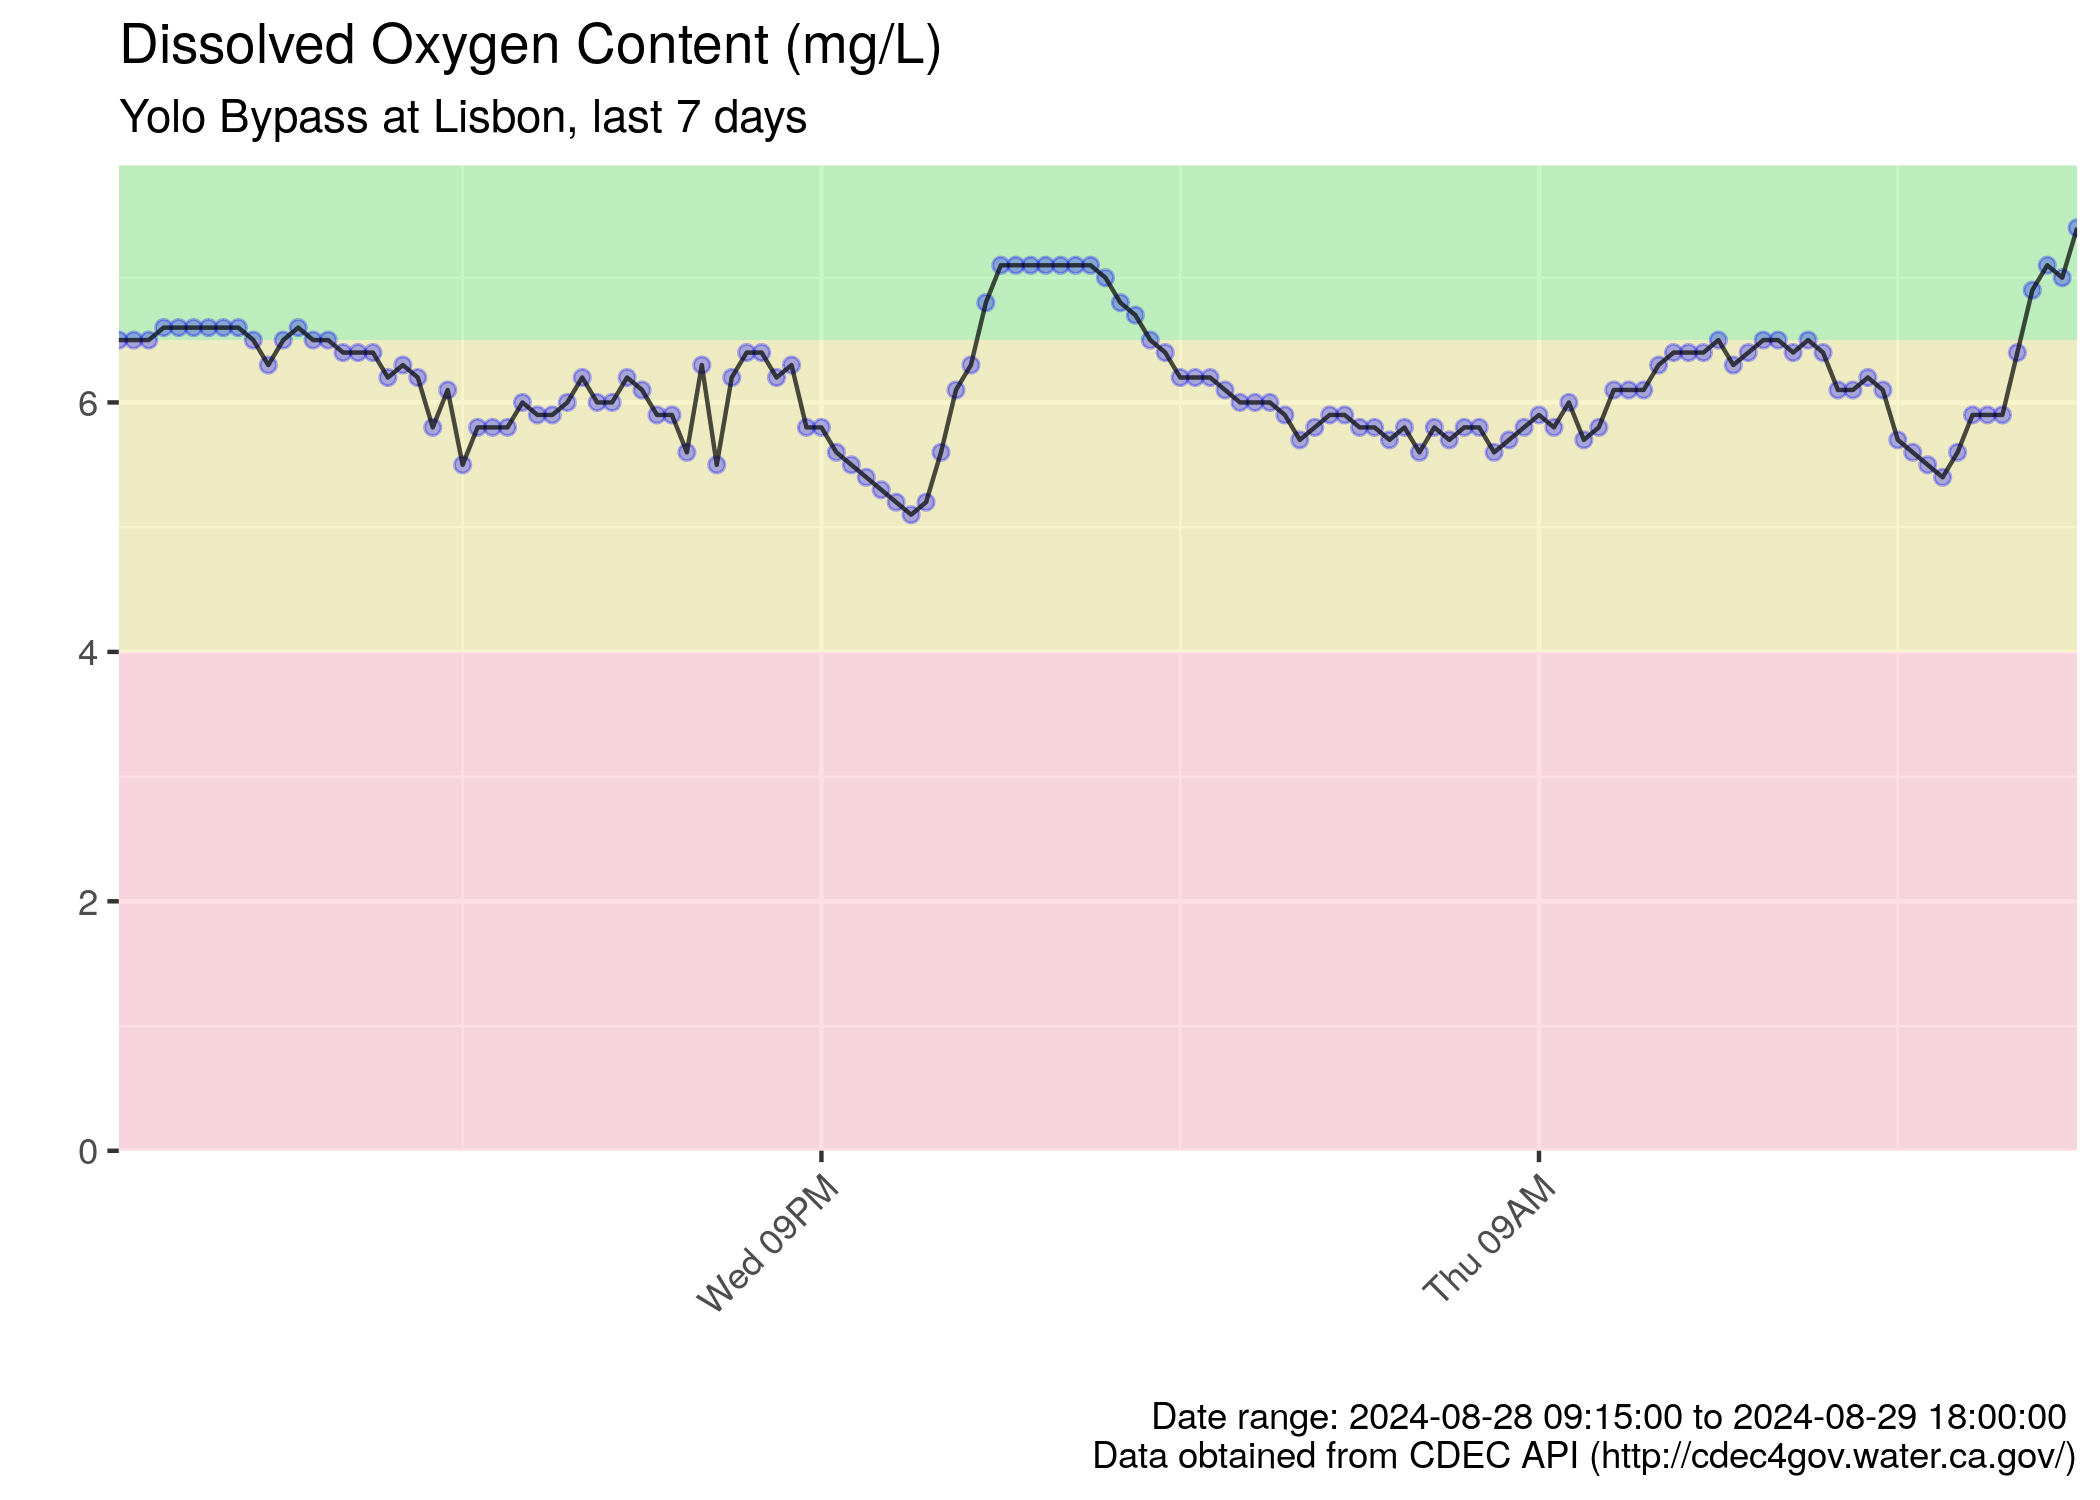 Dissolved Oxygen Content (mg/L)
Yolo Bypass at Lisbon, last 7 days
6
4
2
0
Wed 09PM
Thu 09AM
Date range: 2024-08-28 09:15:00 to 2024-08-29 18:00:00
Data obtained from CDEC API (http://cdec4gov.water.ca.gov/)